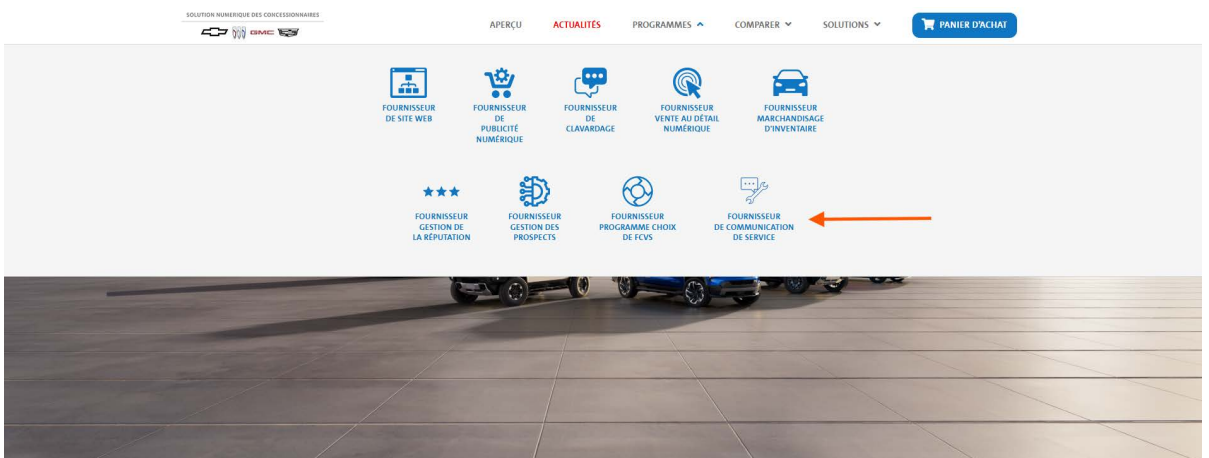 SOLUTION NUMERIQUE DES CONCESSIONNAIRES
GMC
APERÇU
ACTUALITÉS
PROGRAMMES
COMPARER
SOLUTIONS
PANIER D'ACHAT
FOURNISSEUR
DE SITE WEB
FOURNISSEUR
DE
PUBLICITÉ
NUMÉRIQUE
FOURNISSEUR
DE
CLAVARDAGE
FOURNISSEUR
VENTE AU DÉTAIL
NUMÉRIQUE
FOURNISSEUR
MARCHANDISAGE
D'INVENTAIRE
FOURNISSEUR
GESTION DE
LA RÉPUTATION
FOURNISSEUR
GESTION DES
PROSPECTS
FOURNISSEUR
PROGRAMME CHOIX
DE FCVS
FOURNISSEUR
DE COMMUNICATION
DE SERVICE